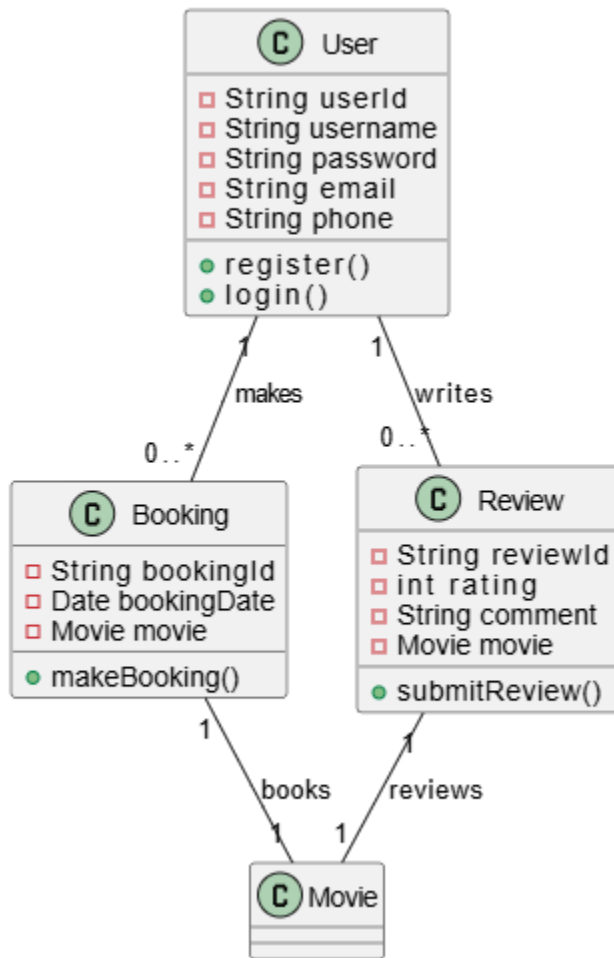 C User
String userId
String username
String password
String email
String phone
register()
login()
1 1
makes writes
0..* 0..*
C Booking
String bookingId
Date bookingDate
Movie movie
makeBooking()
C Review
String reviewId
int rating
String comment
Movie movie
submitReview()
1 1
books reviews
1 1
C Movie